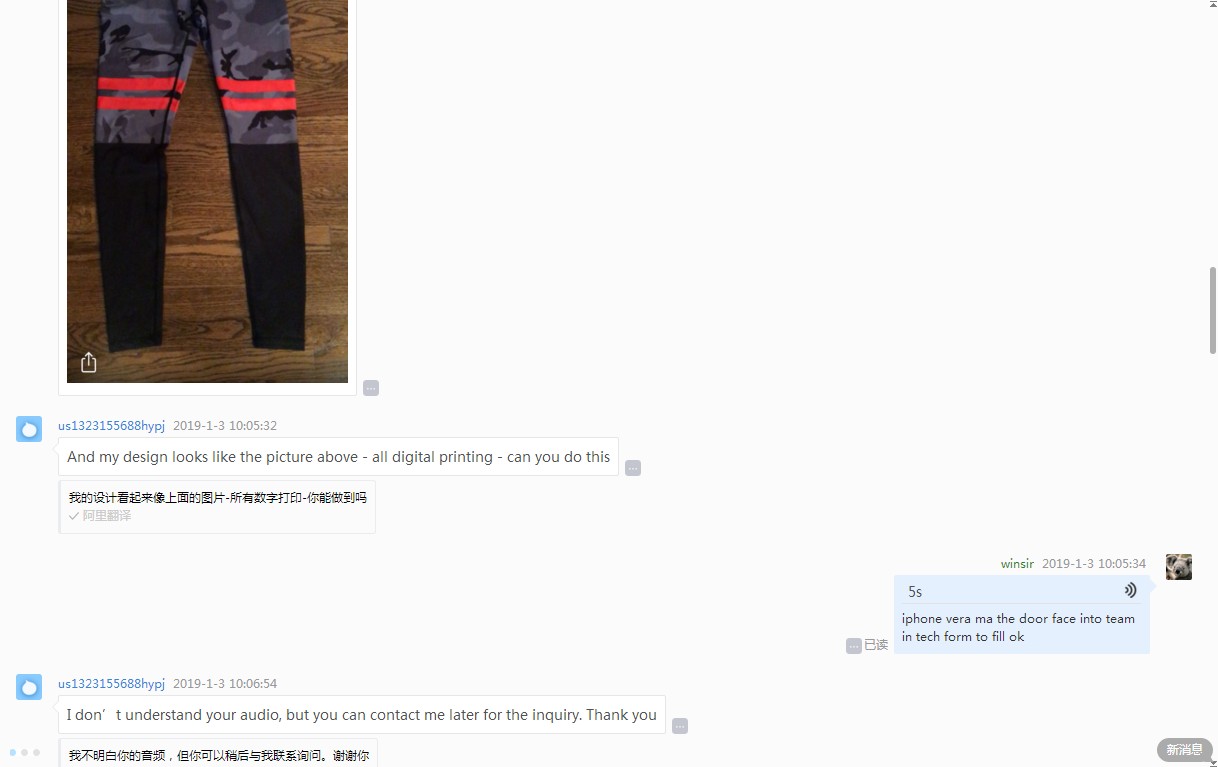 us1323155688hypj 2019-1-3 10:05:32
And my design looks like the picture above - all digital printing - can you do this
我的设计看起来像上面的图片-所有数字打印-你能做到吗
阿里翻译
winsir 2019-1-3 10:05:34
5s
iphone vera ma the door face into team
in tech form to fill ok
已读
us1323155688hypj 2019-1-3 10:06:54
I don’t understand your audio, but you can contact me later for the inquiry. Thank you
我不明白你的音频，但你可以稍后与我联系询问。谢谢你
新消息